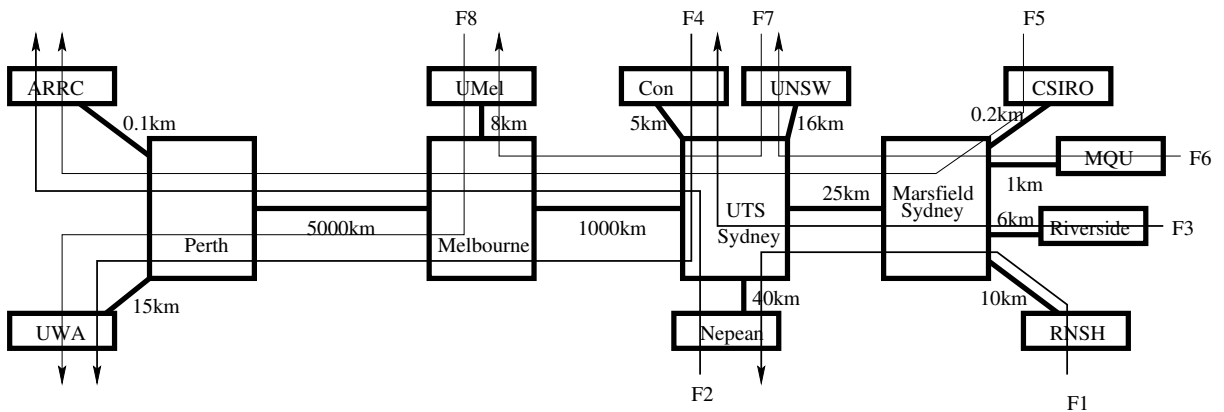 F8
F4
F7
F5
ARRC
UMel
Con
UNSW
CSIRO
0.1km
8km
5km
16km
0.2km
MQU
F6
1km
25km
Marsfield
Sydney
UTS
Sydney
6km
Riverside
F3
Perth
5000km
Melbourne
1000km
15km
40km
10km
UWA
Nepean
RNSH
F2
F1